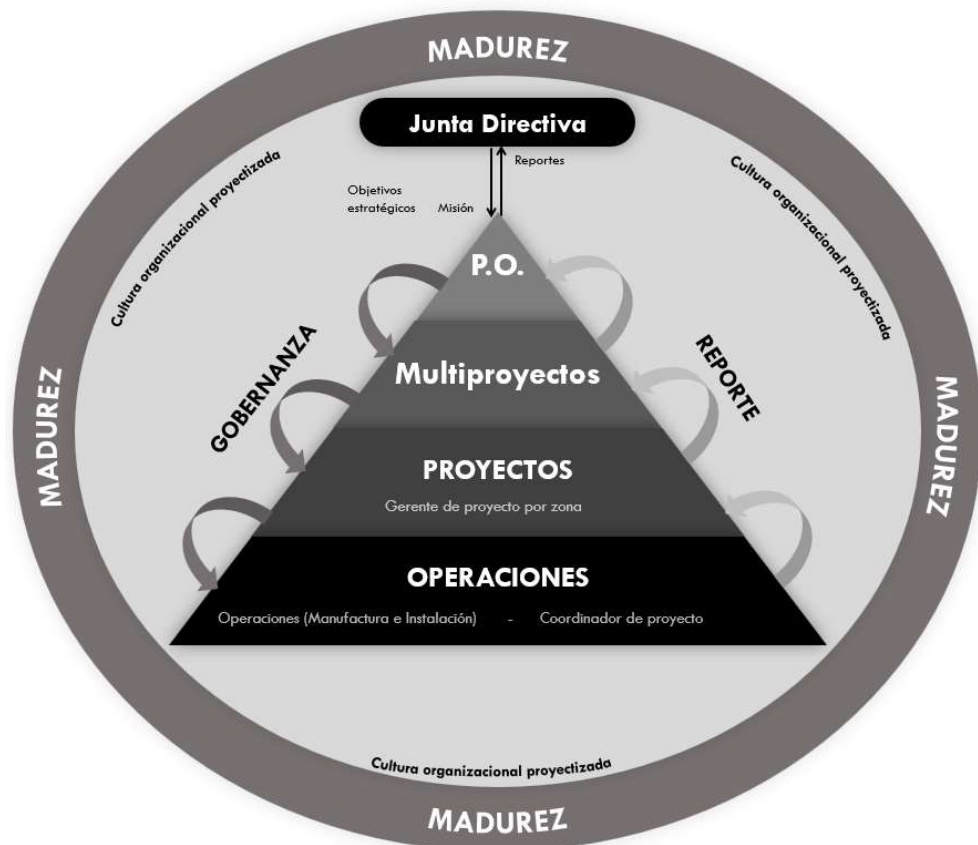 MADUREZ
Junta Directiva
Reportes
Objetivos
estratégicos Misión
Cultura organizacional proyectizada
Cultura organizacional proyectizada
P.O.
GOBERNANZA
REPORTE
Multiproyectos
MADUREZ
MADUREZ
PROYECTOS
Gerente de proyecto por zona
OPERACIONES
Operaciones (Manufactura e Instalación) - Coordinador de proyecto
Cultura organizacional proyectizada
MADUREZ